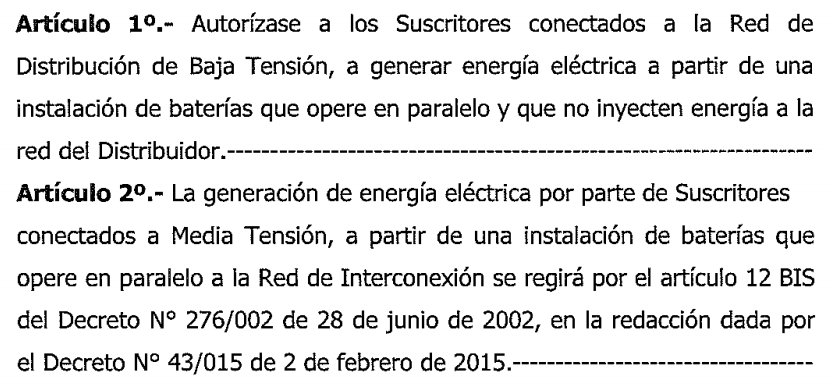 Artículo 1º.- Autorízase a los Suscritores conectados a la Red de
Distribución de Baja Tensión, a generar energía eléctrica a partir de una
instalación de baterías que opere en paralelo y que no inyecten energía a la
red del Distribuidor.--------------------------------------------------------------------
Artículo 2º.- La generación de energía eléctrica por parte de Suscritores
conectados a Media Tensión, a partir de una instalación de baterías que
opere en paralelo a la Red de Interconexión se regirá por el artículo 12 BIS
del Decreto Nº 276/002 de 28 de junio de 2002, en la redacción dada por
el Decreto Nº 43/015 de 2 de febrero de 2015.-----------------------------------